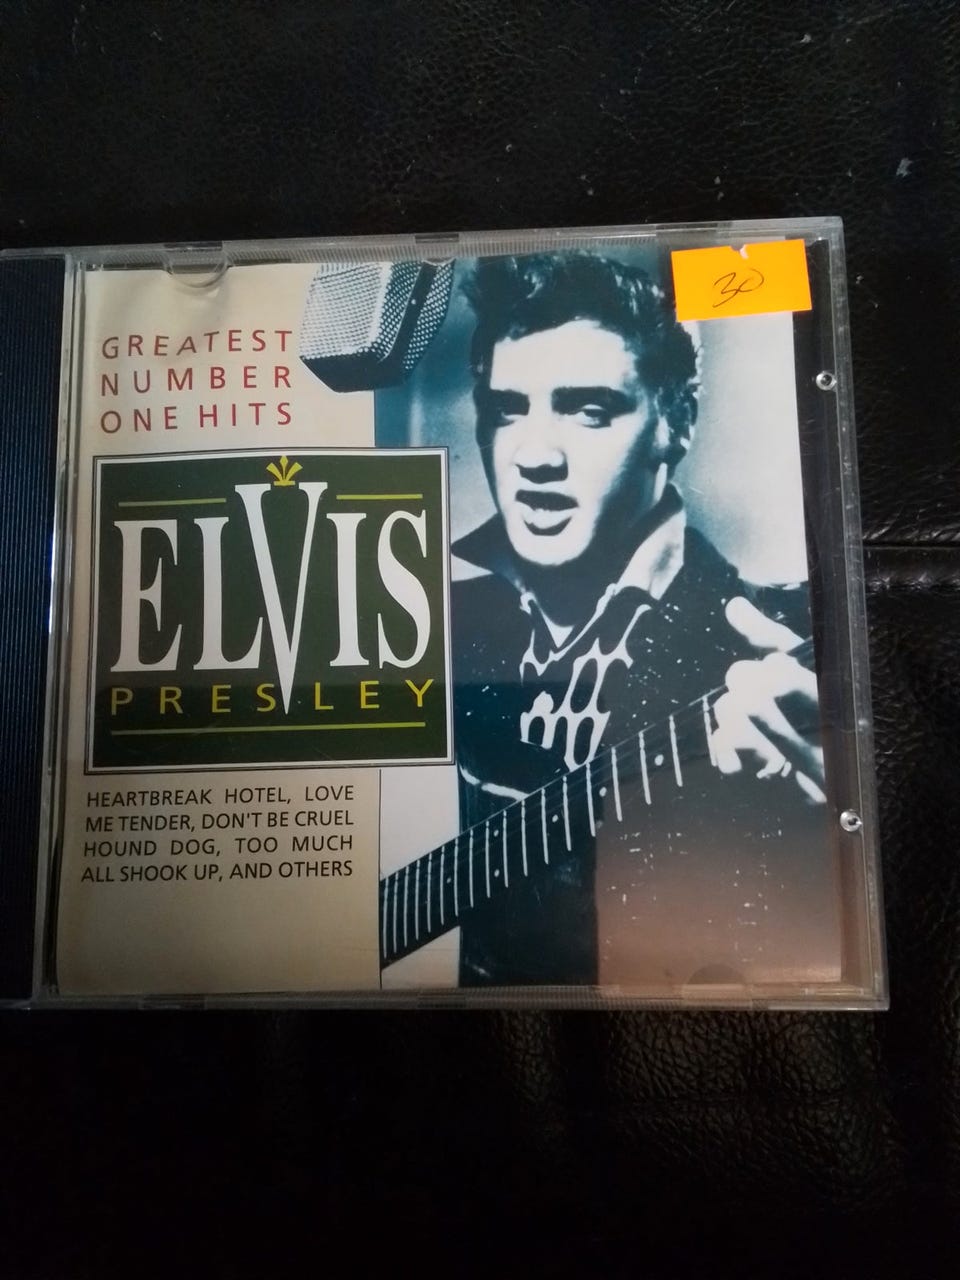 30
GREATEST
NUMBER
ONE HITS
ELVIS
PRESLEY
HEARTBREAK HOTEL, LOVE
ME TENDER, DON'T BE CRUEL
HOUND DOG, TOO MUCH
ALL SHOOK UP, AND OTHERS